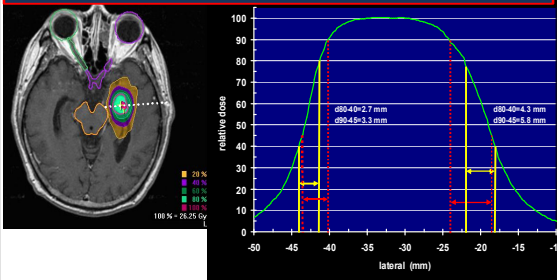 20 %
40 %
60 %
80 %
100 %
100 % - 26.25 Gy
L
relative dose
100
90
80
70
60
50
40
30
20
10
0
d80-40=2.7 mm
d90-45=3.3 mm
d80-40=4.3 mm
d90-45=5.8 mm
-50 -45 -40 -35 -30 -25 -20 -15 -1
lateral (mm)